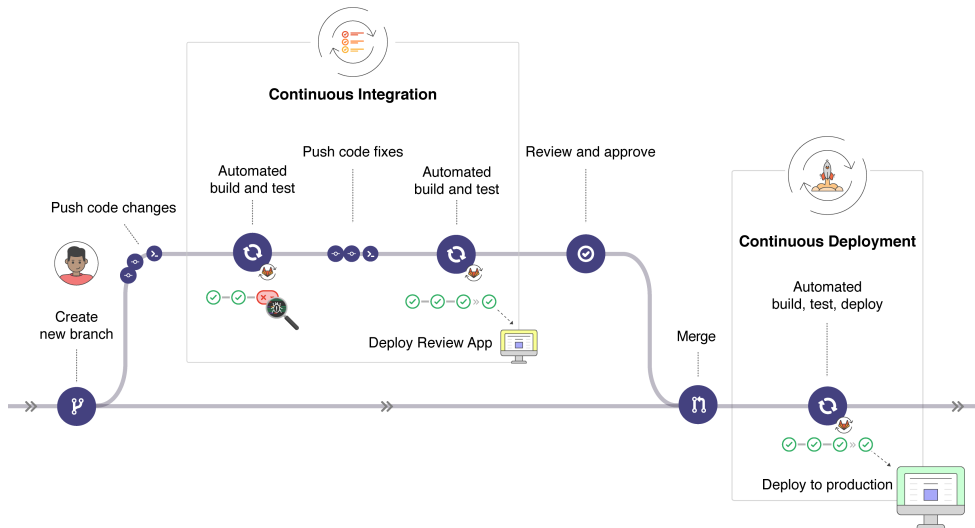 Continuous Integration
Push code changes
Automated
build and test
Push code fixes
Automated
build and test
Review and approve
Create
new branch
Deploy Review App
Merge
Continuous Deployment
Automated
build, test, deploy
Deploy to production